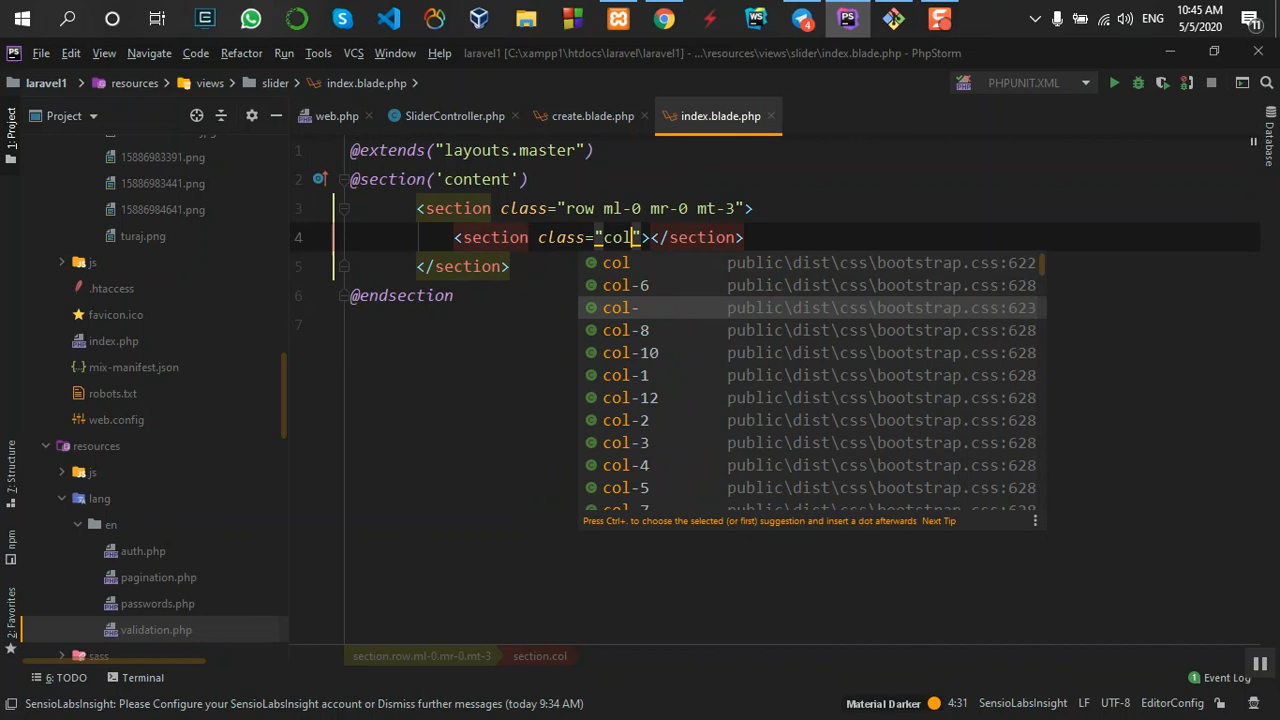 ENG
10:45 AM
5/5/2020
11
File Edit View Navigate Code Refactor Run Tools VCS Window Help laravel1 [C:\xampp1\htdocs\laravel\laravel1] - ...\resources\views\slider\index.blade.php - PhpStorm
laravel1 resources views slider index.blade.php PHPUNIT.XML
Project web.php SliderController.php create.blade.php index.blade.php
1: Project
Database
15886983391.png
15886983441.png
15886984641.png
turaj.png
js
.htaccess
favicon.ico
index.php
mix-manifest.json
robots.txt
web.config
resources
js
lang
en
auth.php
pagination.php
passwords.php
validation.php
sass
7: Structure
npm
2: Favorites
1 @extends("layouts.master")
2 @section('content')
3 <section class="row ml-0 mr-0 mt-3">
4 <section class="col"></section>
5 </section>
6 @endsection
7
col public\dist\css\bootstrap.css:622
col-6 public\dist\css\bootstrap.css:628
col- public\dist\css\bootstrap.css:623
col-8 public\dist\css\bootstrap.css:628
col-10 public\dist\css\bootstrap.css:628
col-1 public\dist\css\bootstrap.css:628
col-12 public\dist\css\bootstrap.css:628
col-2 public\dist\css\bootstrap.css:628
col-3 public\dist\css\bootstrap.css:628
col-4 public\dist\css\bootstrap.css:628
col-5 public\dist\css\bootstrap.css:628
Press Ctrl+. to choose the selected (or first) suggestion and insert a dot afterwards Next Tip
section.row.ml-0.mr-0.mt-3 section.col
6: TODO Terminal 1 Event Log
SensioLabsInsight: Please Configure your SensioLabsInsight account or Dismiss further messages (today 9:34 AM) Material Darker 4:31 SensioLabsInsight LF UTF-8 EditorConfig